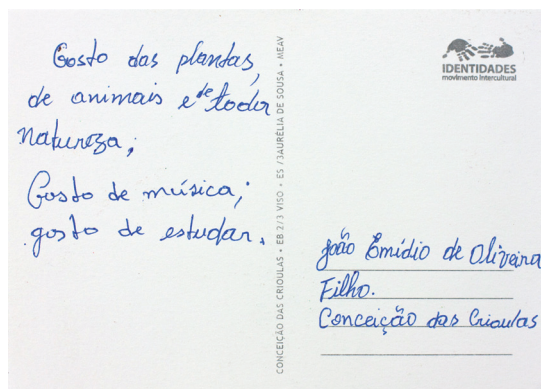 Gosto das plantas,
de animais e de toda
natureza;
Gosto de música;
gosto de estudar.
IDENTIDADES
movimento intercultural
CONCEIÇÃO DAS CRIOULAS • EB 2/3 VISO • ES /3AURÉLIA DE SOUSA • MEAV
João Emídio de Oliveira
Filho.
Conceição das Crioulas